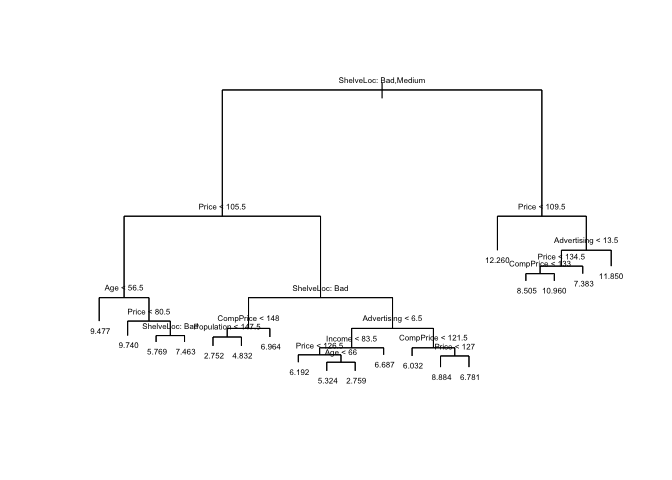 ShelveLoc: Bad,Medium
Price < 105.5
Price < 109.5
Advertising < 13.5
Price < 134.5
12.260
CompPrice < 133
11.850
7.383
8.505
10.960
Age < 56.5
ShelveLoc: Bad
Price < 80.5
CompPrice < 148
Advertising < 6.5
ShelveLoc: Bad
Population < 147.5
9.477
Income < 83.5
CompPrice < 121.5
9.740
Price < 126.5
Price < 127
6.964
5.769
7.463
2.752
4.832
Age < 66
6.687
6.032
6.192
8.884
6.781
5.324
2.759